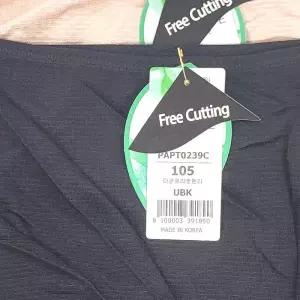 Free Cutting
Free Cutting
PAPT0239C
105
UBK
MADE IN KOREA